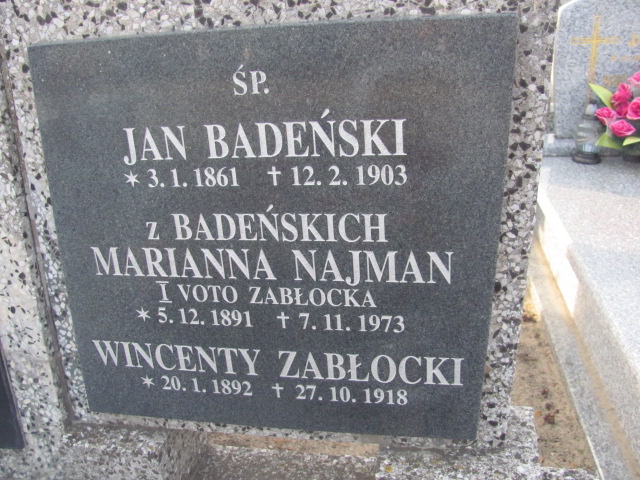 ŚP.
JAN BADEŃSKI
* 3. 1. 1861 † 12. 2. 1903
z BADEŃSKICH
MARIANNA NAJMAN
I VOTO ZABŁOCKA
* 5. 12. 1891 † 7. 11. 1973
WINCENTY ZABŁOCKI
* 20. 1. 1892 † 27. 10. 1918